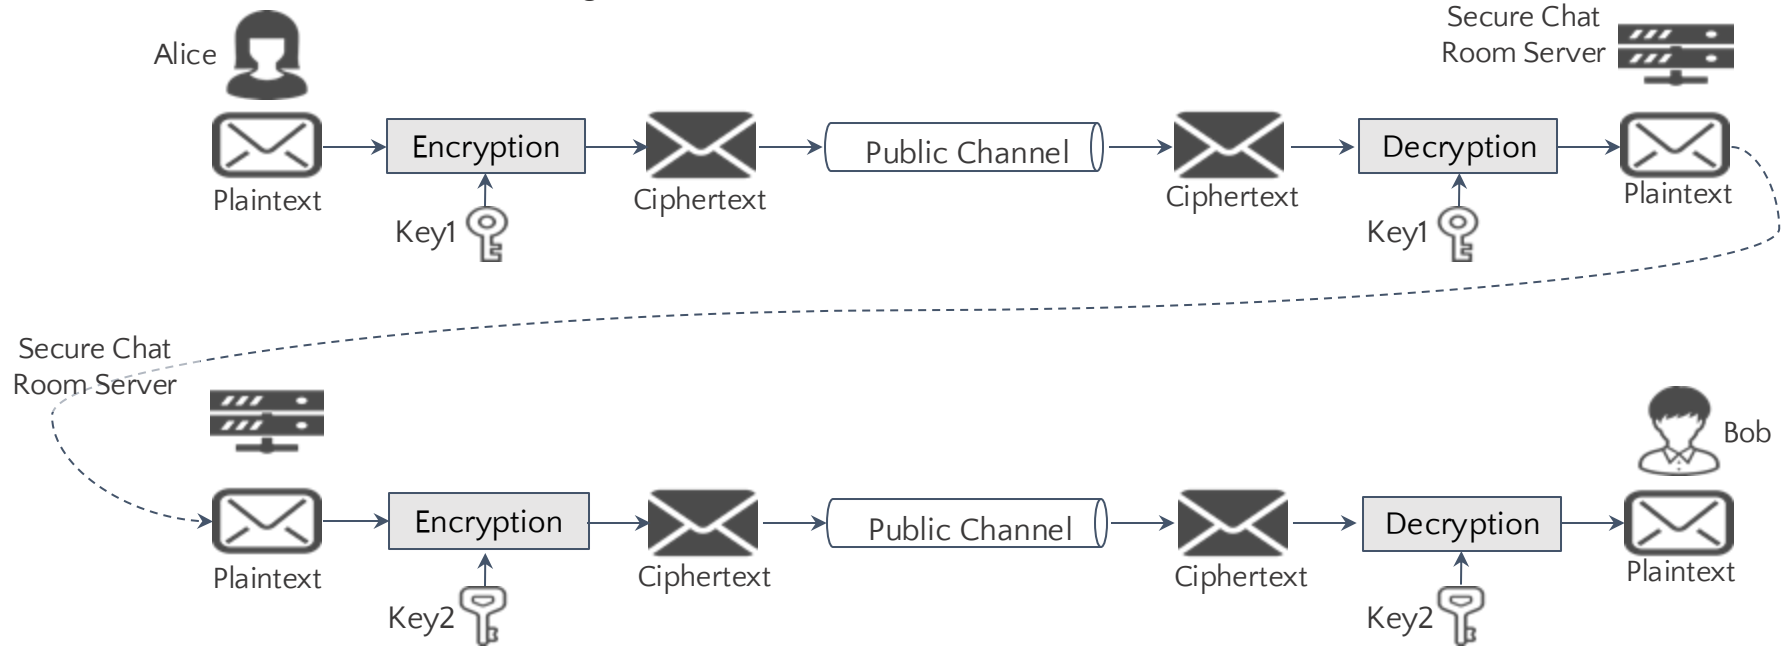 Secure Chat
Room Server
Alice
Encryption
Public Channel
Decryption
Plaintext
Ciphertext
Ciphertext
Plaintext
Key1
Key1
Secure Chat
Room Server
Bob
Encryption
Public Channel
Decryption
Plaintext
Ciphertext
Ciphertext
Plaintext
Key2
Key2